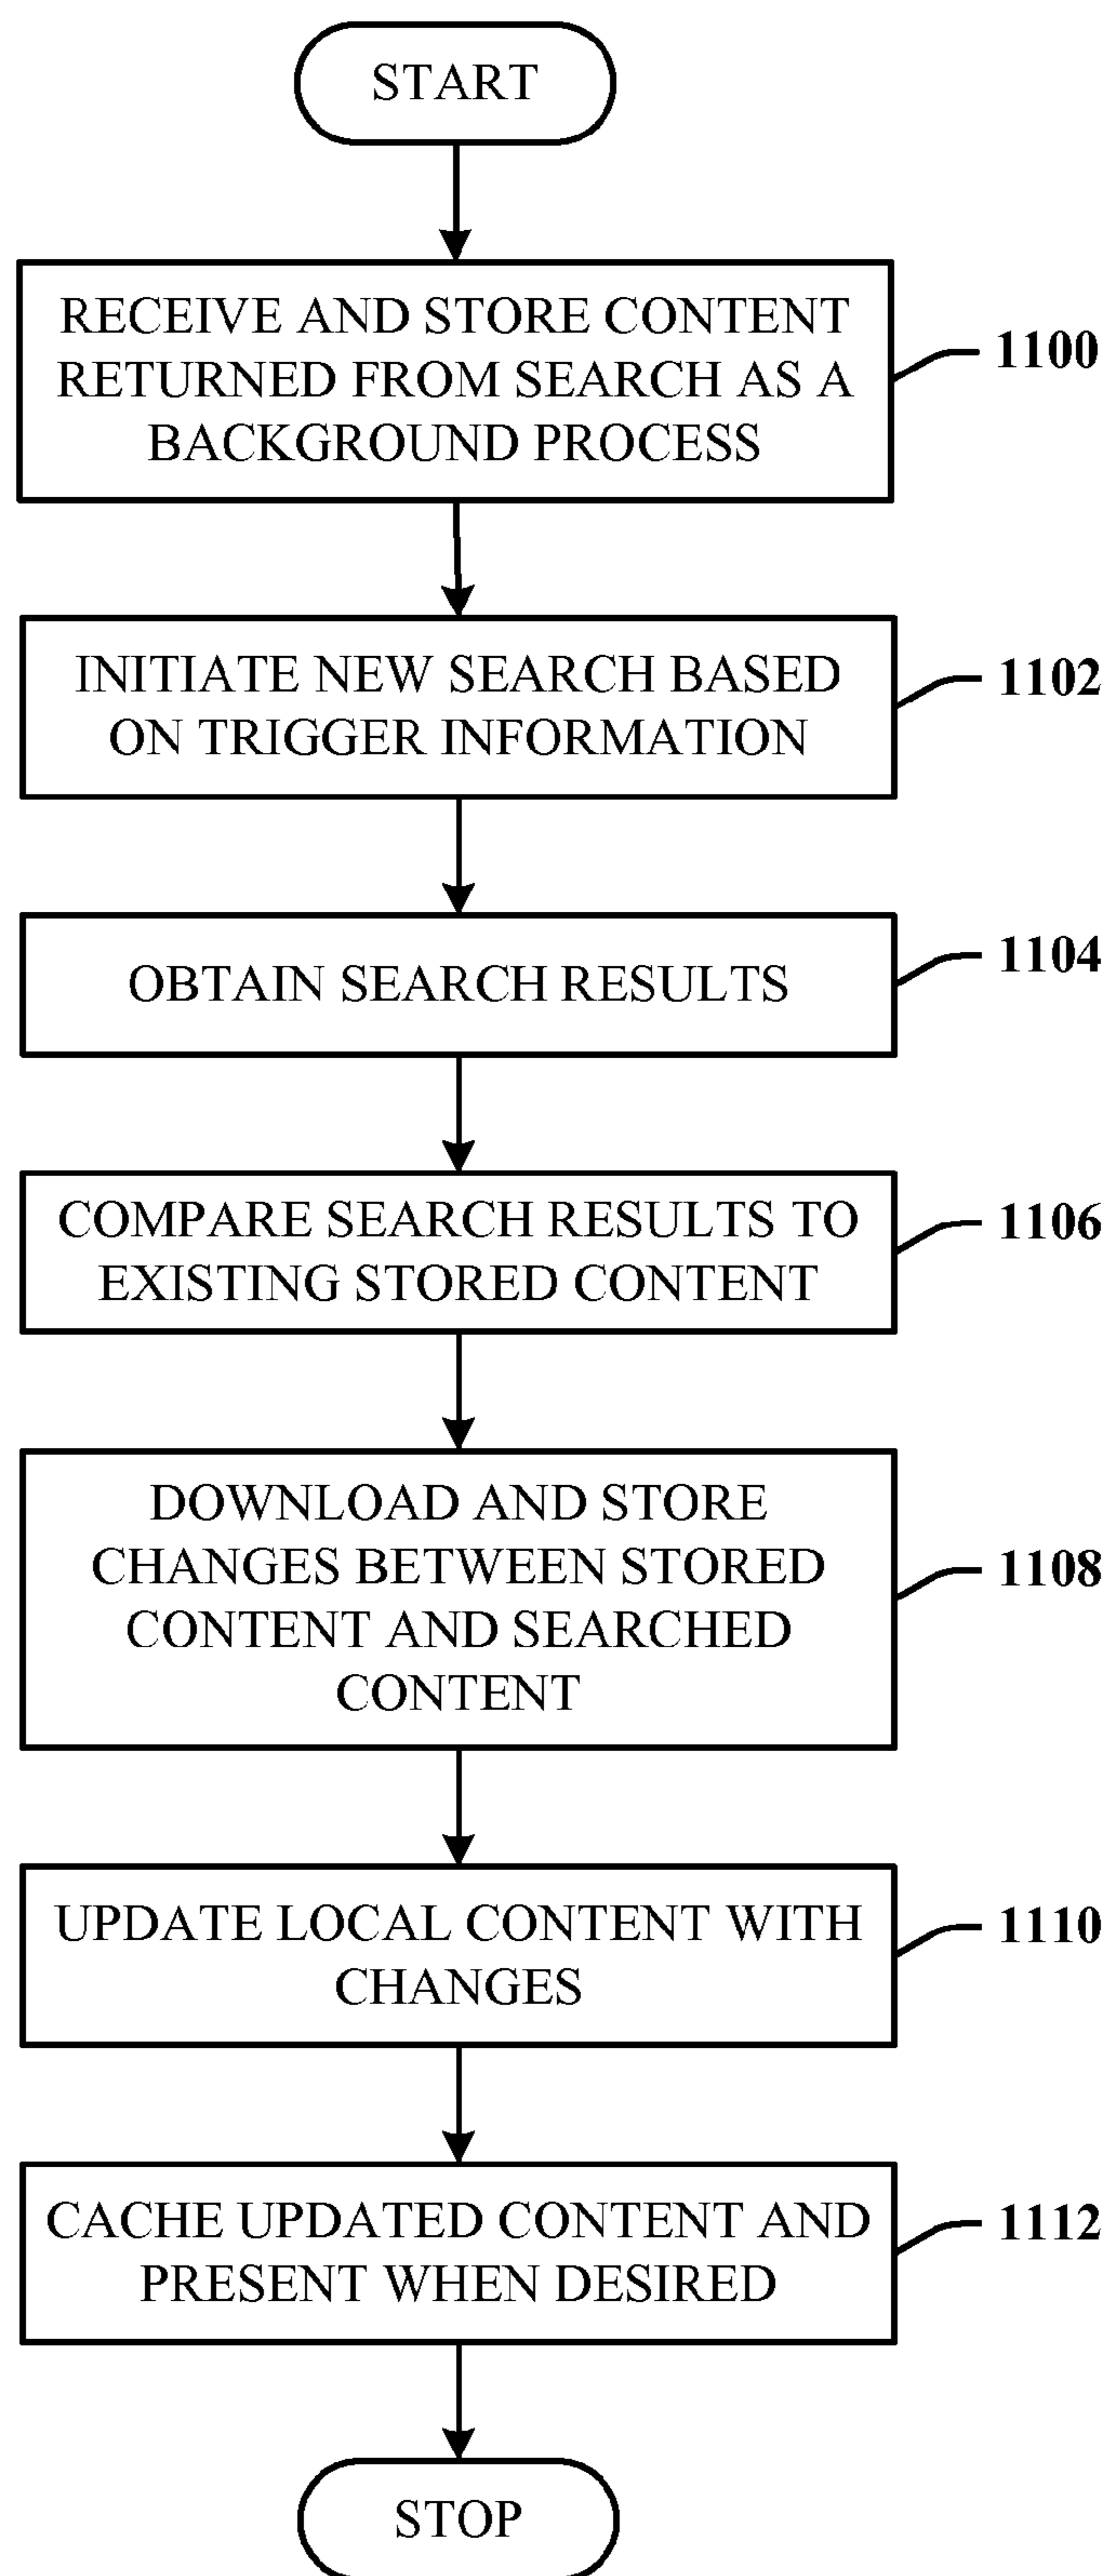 START
RECEIVE AND STORE CONTENT
RETURNED FROM SEARCH AS A
BACKGROUND PROCESS
1100
INITIATE NEW SEARCH BASED
ON TRIGGER INFORMATION
1102
OBTAIN SEARCH RESULTS
1104
COMPARE SEARCH RESULTS TO
EXISTING STORED CONTENT
1106
DOWNLOAD AND STORE
CHANGES BETWEEN STORED
CONTENT AND SEARCHED
CONTENT
1108
UPDATE LOCAL CONTENT WITH
CHANGES
1110
CACHE UPDATED CONTENT AND
PRESENT WHEN DESIRED
1112
STOP